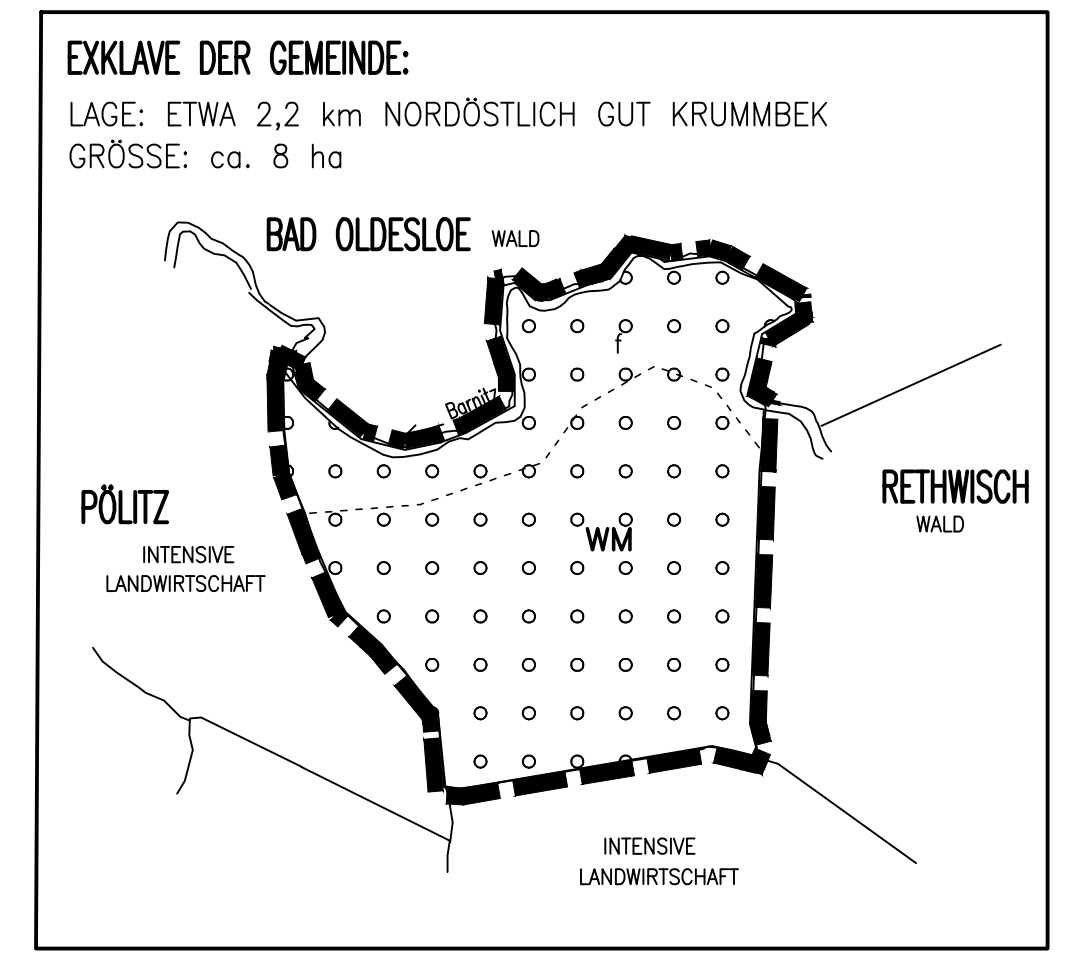 EXKLAVE DER GEMEINDE:
LAGE: ETWA 2,2 km NORDÖSTLICH GUT KRUMMBEK
GRÖSSE: ca. 8 ha
BAD OLDESLOE WALD
f
Barnitz
PÖLITZ
INTENSIVE
LANDWIRTSCHAFT
RETHWISCH
WALD
WM
INTENSIVE
LANDWIRTSCHAFT